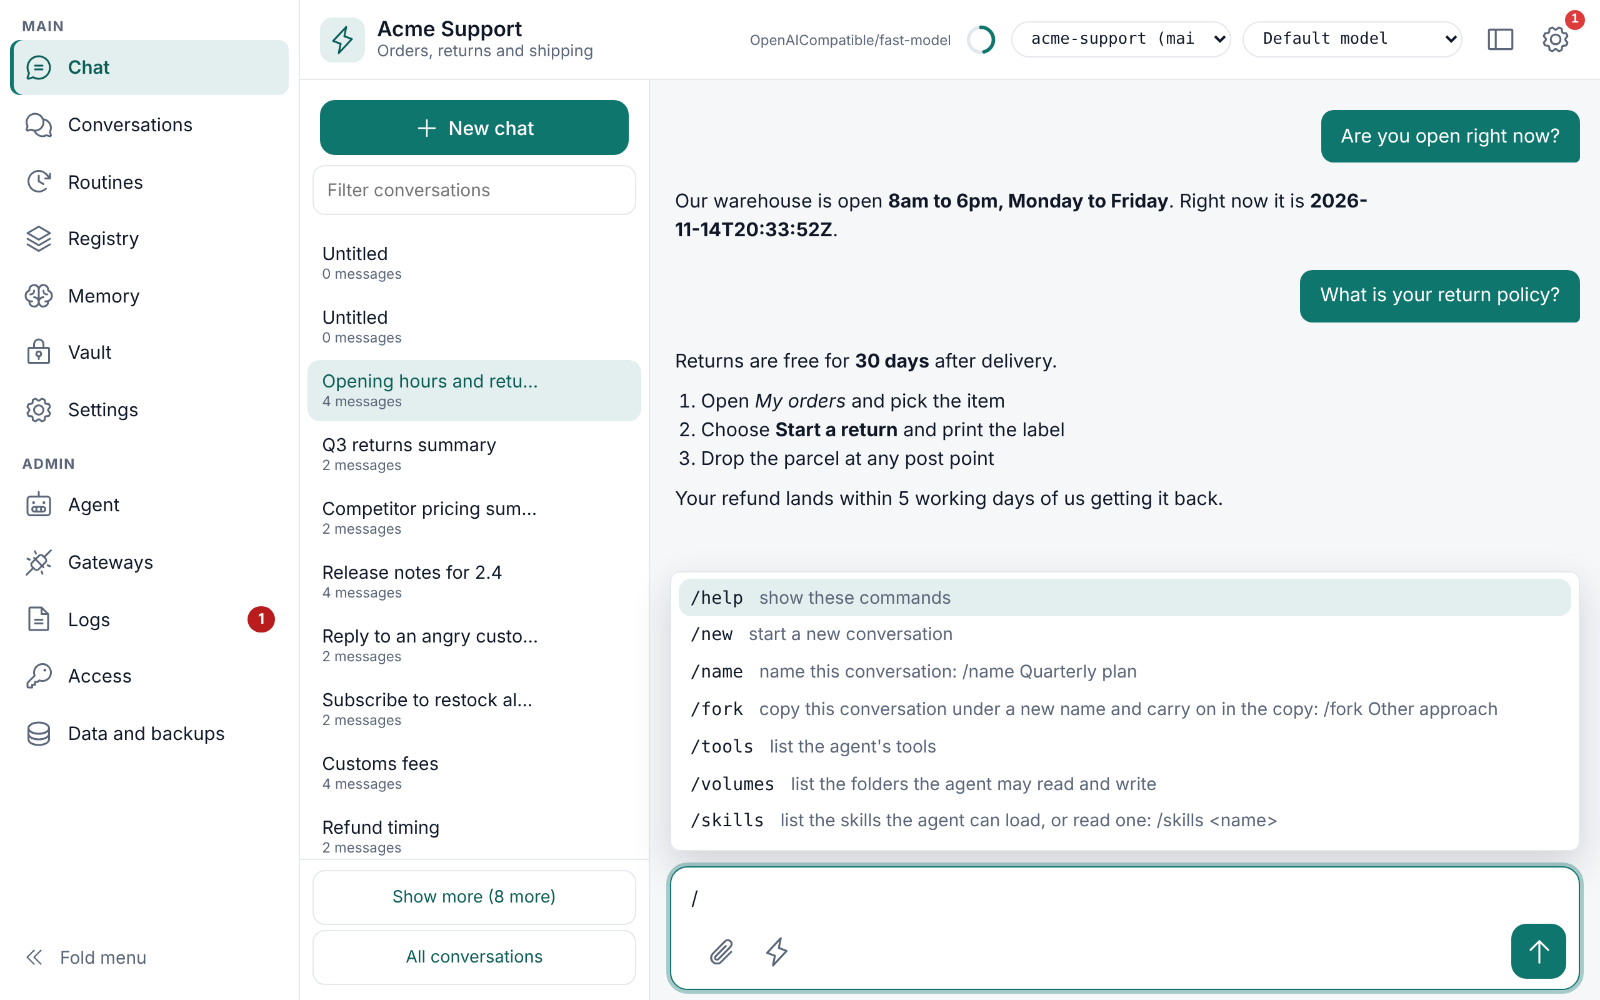 MAIN
Chat
Conversations
Routines
Registry
Memory
Vault
Settings
ADMIN
Agent
Gateways
Logs
1
Access
Data and backups
Fold menu
Acme Support
Orders, returns and shipping
OpenAICompatible/fast-model
acme-support (mai
Default model
1
New chat
Filter conversations
Untitled
0 messages
Untitled
0 messages
Opening hours and retu...
4 messages
Q3 returns summary
2 messages
Competitor pricing sum...
2 messages
Release notes for 2.4
4 messages
Reply to an angry custo...
2 messages
Subscribe to restock al...
2 messages
Customs fees
4 messages
Refund timing
2 messages
Show more (8 more)
All conversations
Are you open right now?
Our warehouse is open 8am to 6pm, Monday to Friday. Right now it is 2026-
11-14T20:33:52Z.
What is your return policy?
Returns are free for 30 days after delivery.
1. Open My orders and pick the item
2. Choose Start a return and print the label
3. Drop the parcel at any post point
Your refund lands within 5 working days of us getting it back.
/help show these commands
/new start a new conversation
/name name this conversation: /name Quarterly plan
/fork copy this conversation under a new name and carry on in the copy: /fork Other approach
/tools list the agent's tools
/volumes list the folders the agent may read and write
/skills list the skills the agent can load, or read one: /skills <name>
/